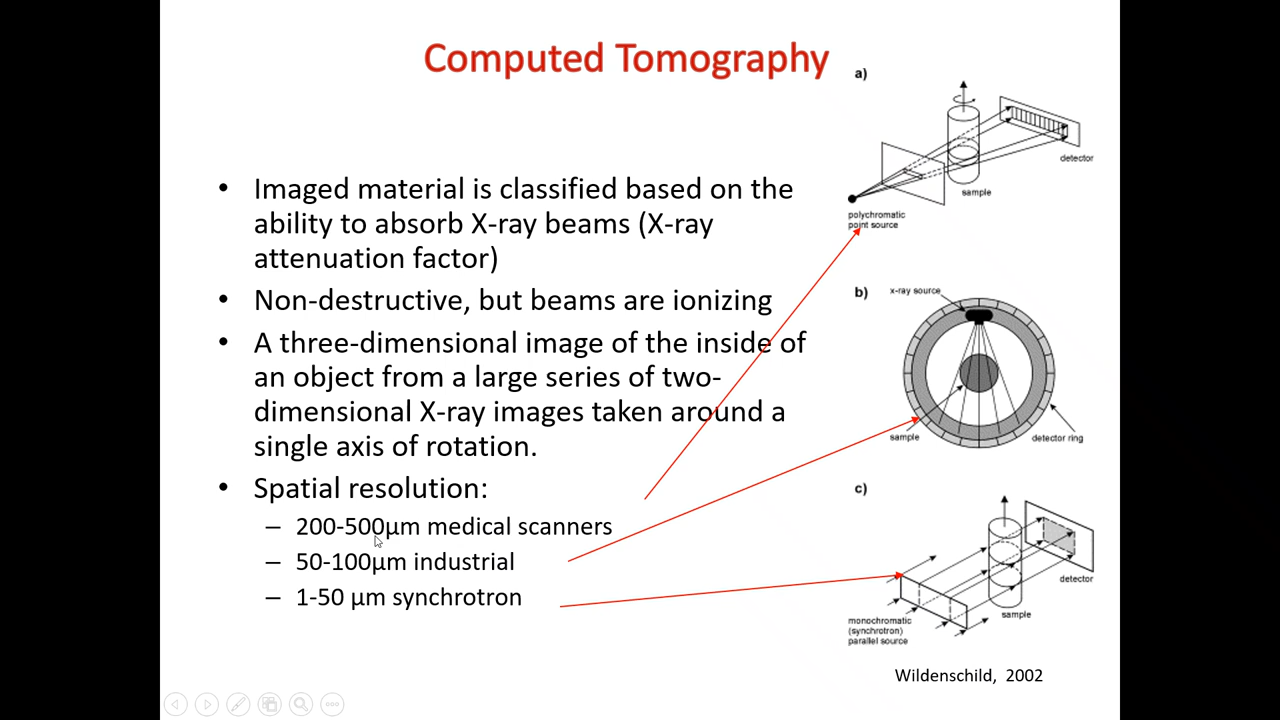 Computed Tomography
• Imaged material is classified based on the
ability to absorb X-ray beams (X-ray
attenuation factor)
• Non-destructive, but beams are ionizing
• A three-dimensional image of the inside of
an object from a large series of two-
dimensional X-ray images taken around a
single axis of rotation.
• Spatial resolution:
– 200-500µm medical scanners
– 50-100µm industrial
– 1-50 µm synchrotron
a)
detector
sample
polychromatic
point source
b)
x-ray source
sample
detector ring
c)
detector
sample
monochromatic
(synchrotron)
parallel source
Wildenschild, 2002